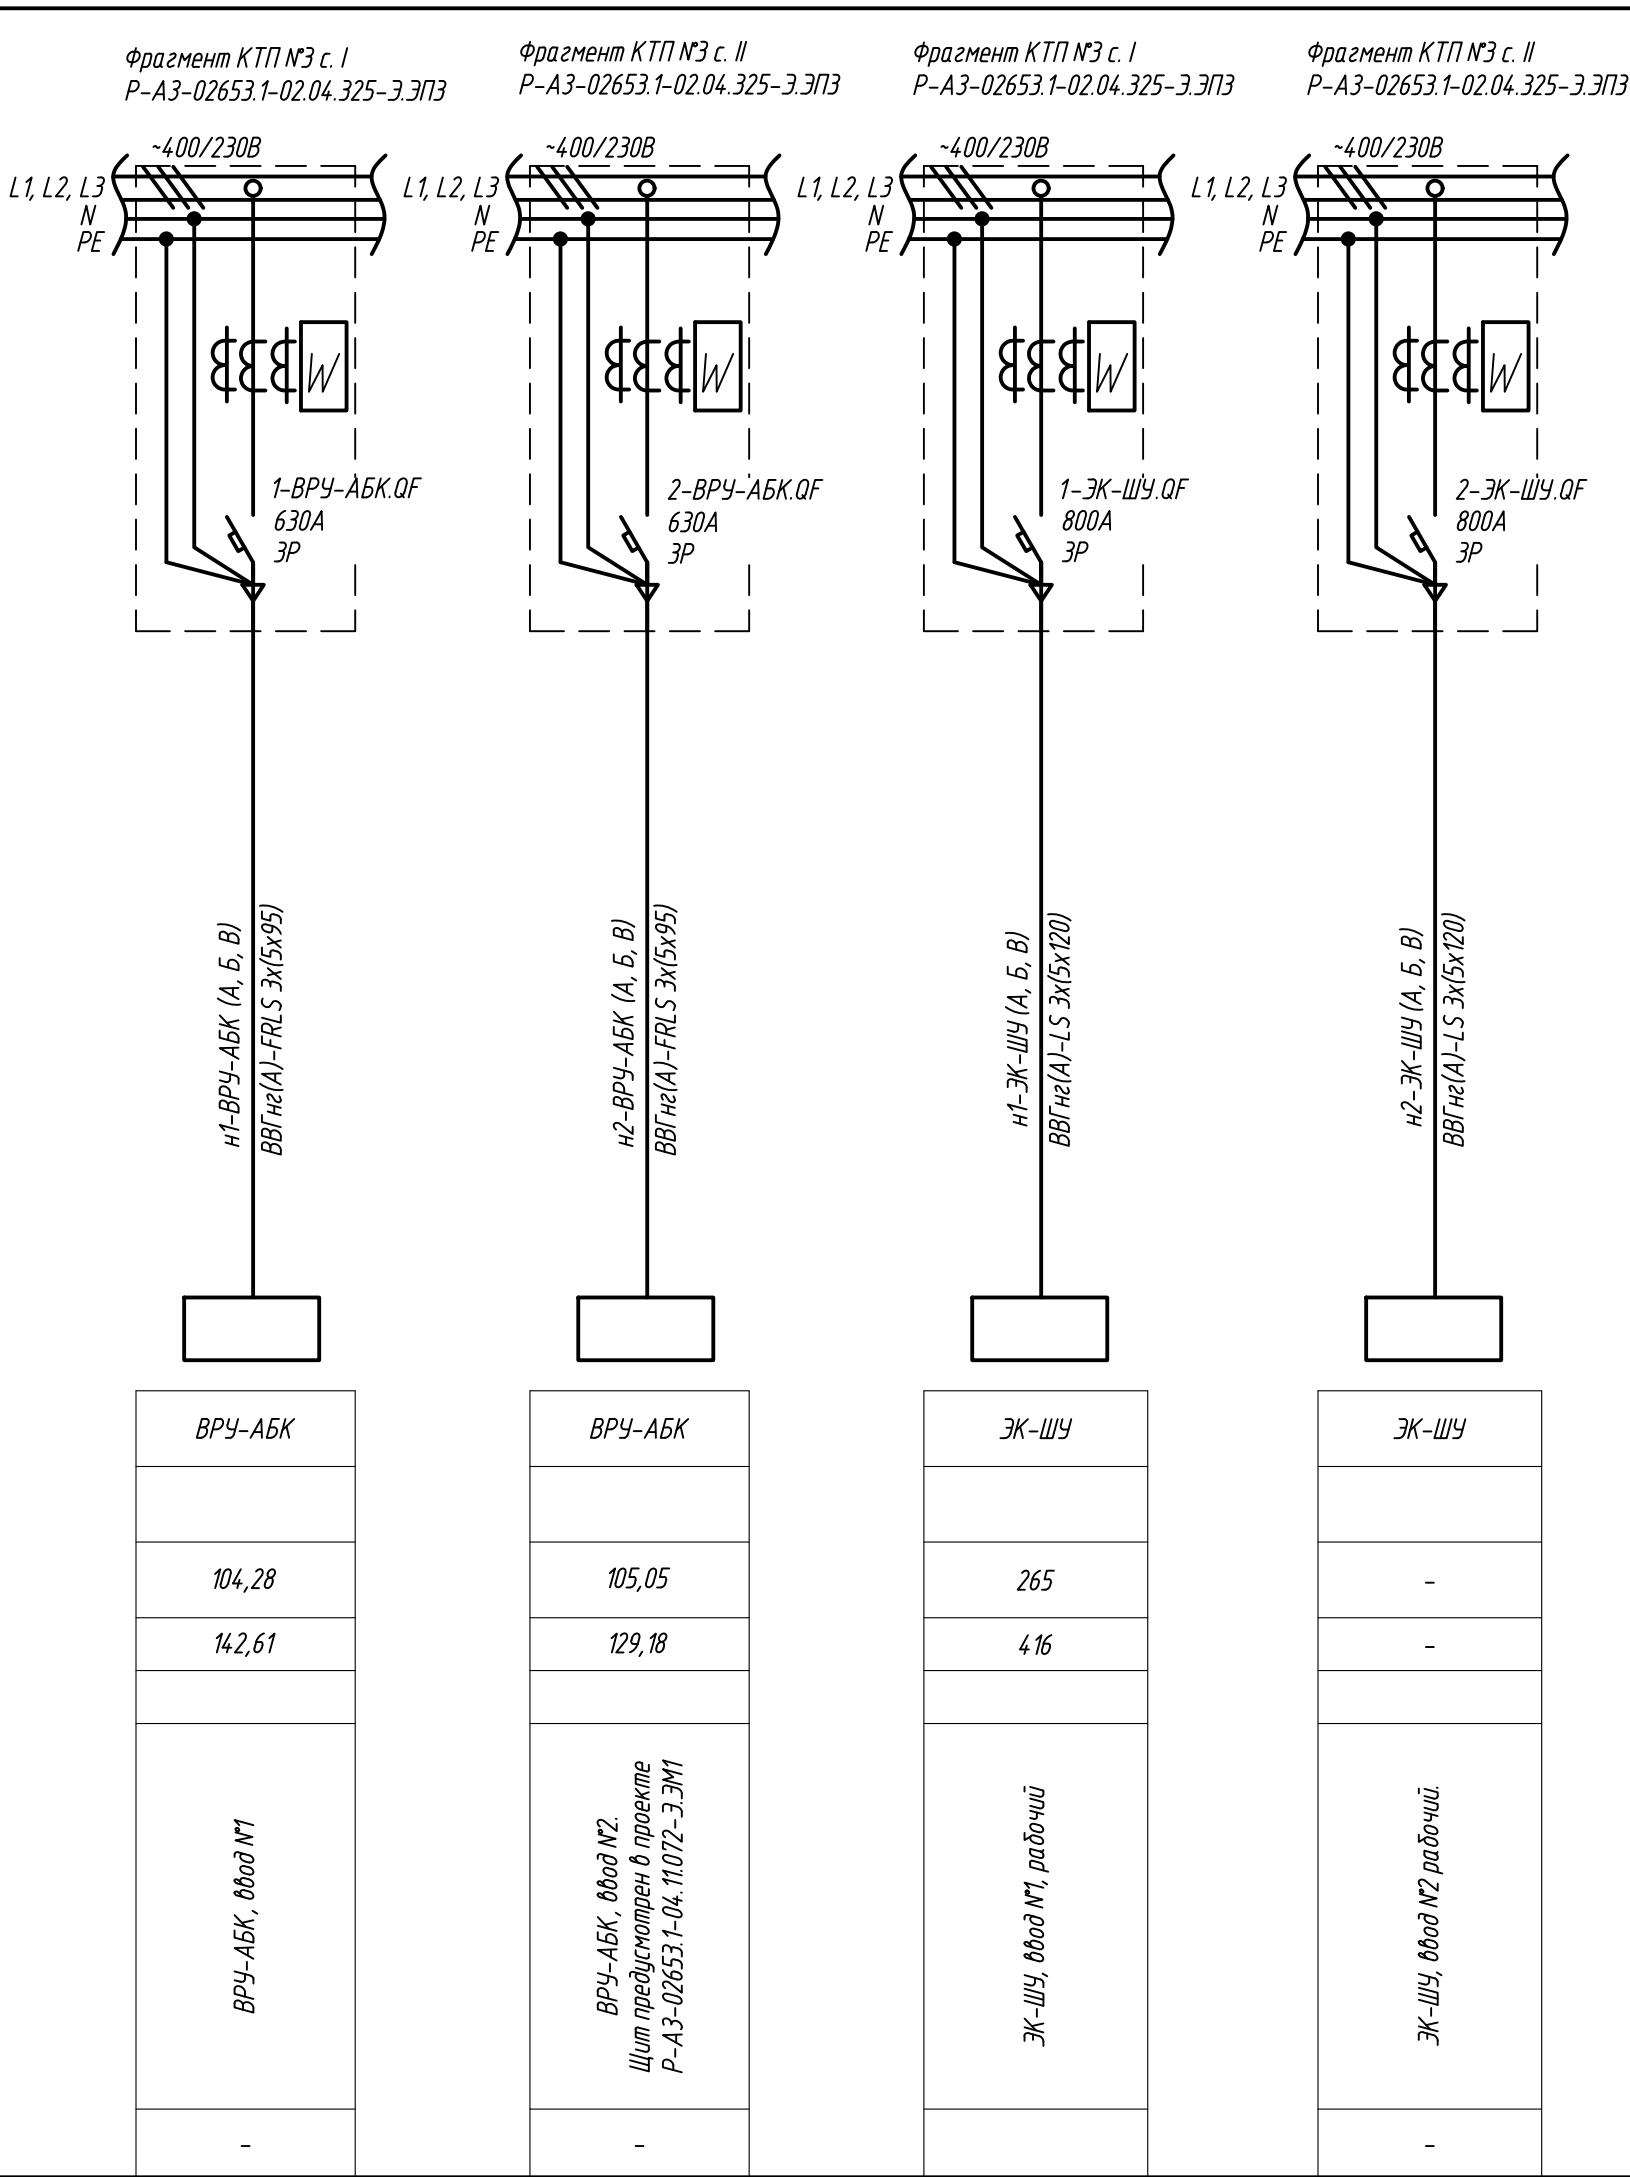 Фрагмент КТП №3 с. I
Р-АЗ-02653.1-02.04.325-Э.ЭП3
~400/230В
L1, L2, L3
N
PE
W
1-ВРУ-АБК.QF
630А
3Р
н1-ВРУ-АБК (А, Б, В)
ВВГнг(А)-FRLS 3х(5х95)
ВРУ-АБК
104,28
142,61
ВРУ-АБК, ввод №1
-
Фрагмент КТП №3 с. II
Р-АЗ-02653.1-02.04.325-Э.ЭП3
~400/230В
L1, L2, L3
N
PE
W
2-ВРУ-АБК.QF
630А
3Р
н2-ВРУ-АБК (А, Б, В)
ВВГнг(А)-FRLS 3х(5х95)
ВРУ-АБК
105,05
129,18
ВРУ-АБК, ввод №2.
Щит предусмотрен в проекте
Р-АЗ-02653.1-04.11.072-Э.ЭМ1
-
Фрагмент КТП №3 с. I
Р-АЗ-02653.1-02.04.325-Э.ЭП3
~400/230В
L1, L2, L3
N
PE
W
1-ЭК-ШУ.QF
800А
3Р
н1-ЭК-ШУ (А, Б, В)
ВВГнг(А)-LS 3х(5х120)
ЭК-ШУ
265
416
ЭК-ШУ, ввод №1, рабочий
Фрагмент КТП №3 с. II
Р-АЗ-02653.1-02.04.325-Э.ЭП3
~400/230В
L1, L2, L3
N
PE
W
2-ЭК-ШУ.QF
800А
3Р
н2-ЭК-ШУ (А, Б, В)
ВВГнг(А)-LS 3х(5х120)
ЭК-ШУ
-
-
ЭК-ШУ, ввод №2 рабочий.
-